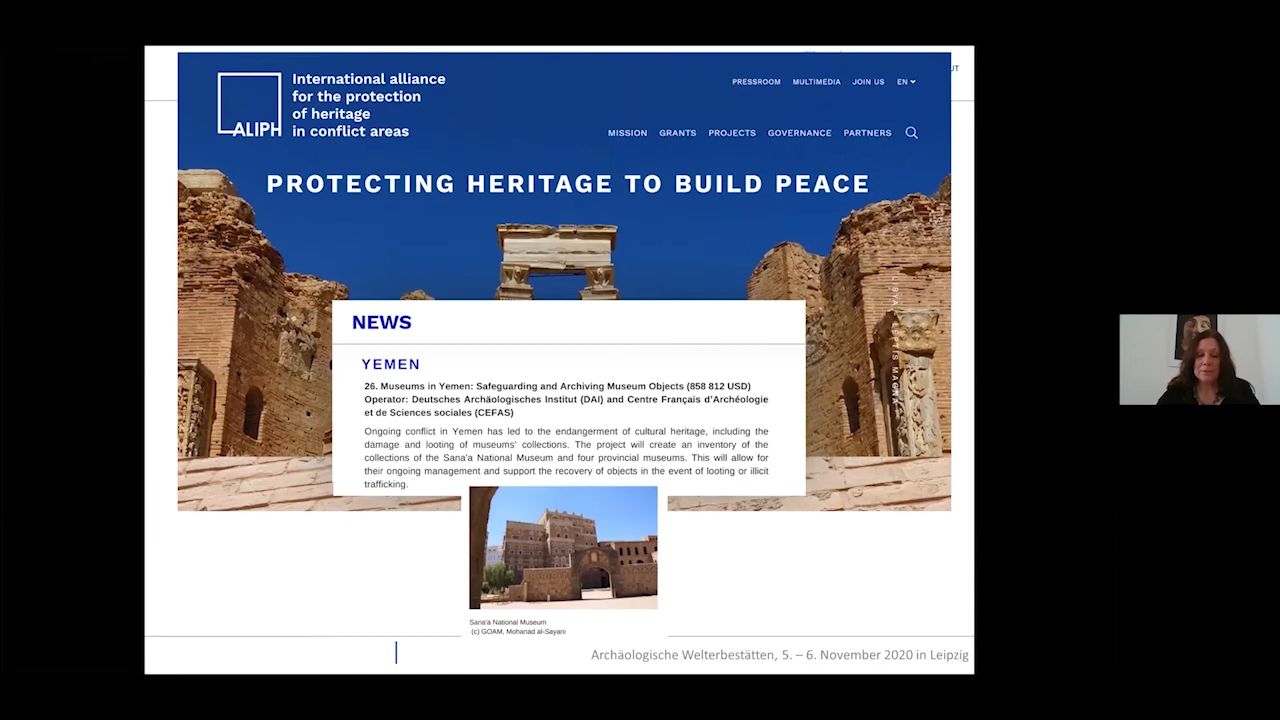 UT
International alliance
for the protection
of heritage
in conflict areas
ALIPH
PRESSROOM MULTIMEDIA JOIN US EN
MISSION GRANTS PROJECTS GOVERNANCE PARTNERS
PROTECTING HERITAGE TO BUILD PEACE
NEWS
YEMEN
26. Museums in Yemen: Safeguarding and Archiving Museum Objects (858 812 USD)
Operator: Deutsches Archäologisches Institut (DAI) and Centre Français d'Archéologie
et de Sciences sociales (CEFAS)
Ongoing conflict in Yemen has led to the endangerment of cultural heritage, including the
damage and looting of museums' collections. The project will create an inventory of the
collections of the Sana'a National Museum and four provincial museums. This will allow for
their ongoing management and support the recovery of objects in the event of looting or illicit
trafficking.
Sana'a National Museum
(c) GOAM, Mohanad al-Sayani
Archäologische Welterbestätten, 5. – 6. November 2020 in Leipzig